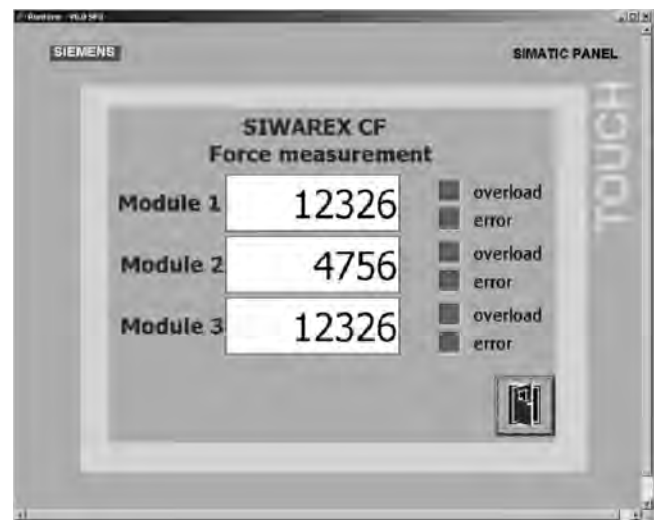 Runtime
SIEMENS
SIMATIC PANEL
TOUCH
SIWAREX CF
Force measurement
Module 1 12326 overload
error
Module 2 4756 overload
error
Module 3 12326 overload
error